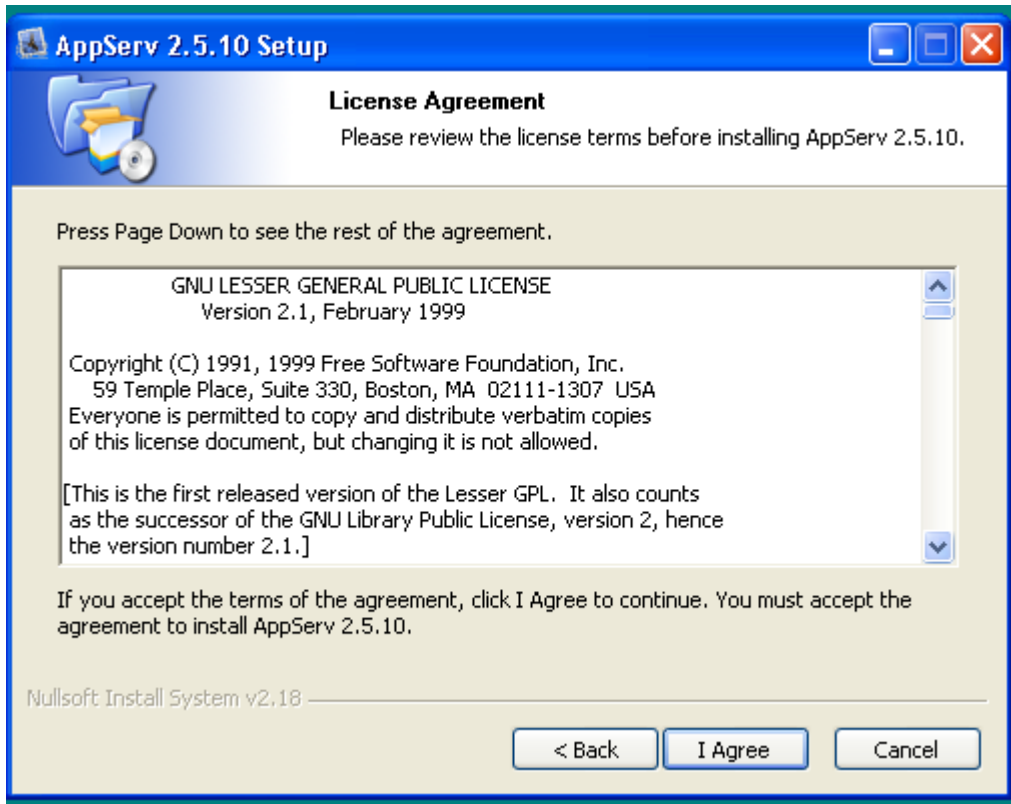 AppServ 2.5.10 Setup
License Agreement
Please review the license terms before installing AppServ 2.5.10.
Press Page Down to see the rest of the agreement.
GNU LESSER GENERAL PUBLIC LICENSE
Version 2.1, February 1999
Copyright (C) 1991, 1999 Free Software Foundation, Inc.
59 Temple Place, Suite 330, Boston, MA  02111-1307  USA
Everyone is permitted to copy and distribute verbatim copies
of this license document, but changing it is not allowed.
[This is the first released version of the Lesser GPL.  It also counts
as the successor of the GNU Library Public License, version 2, hence
the version number 2.1.]
If you accept the terms of the agreement, click I Agree to continue. You must accept the
agreement to install AppServ 2.5.10.
Nullsoft Install System v2.18
< Back
I Agree
Cancel